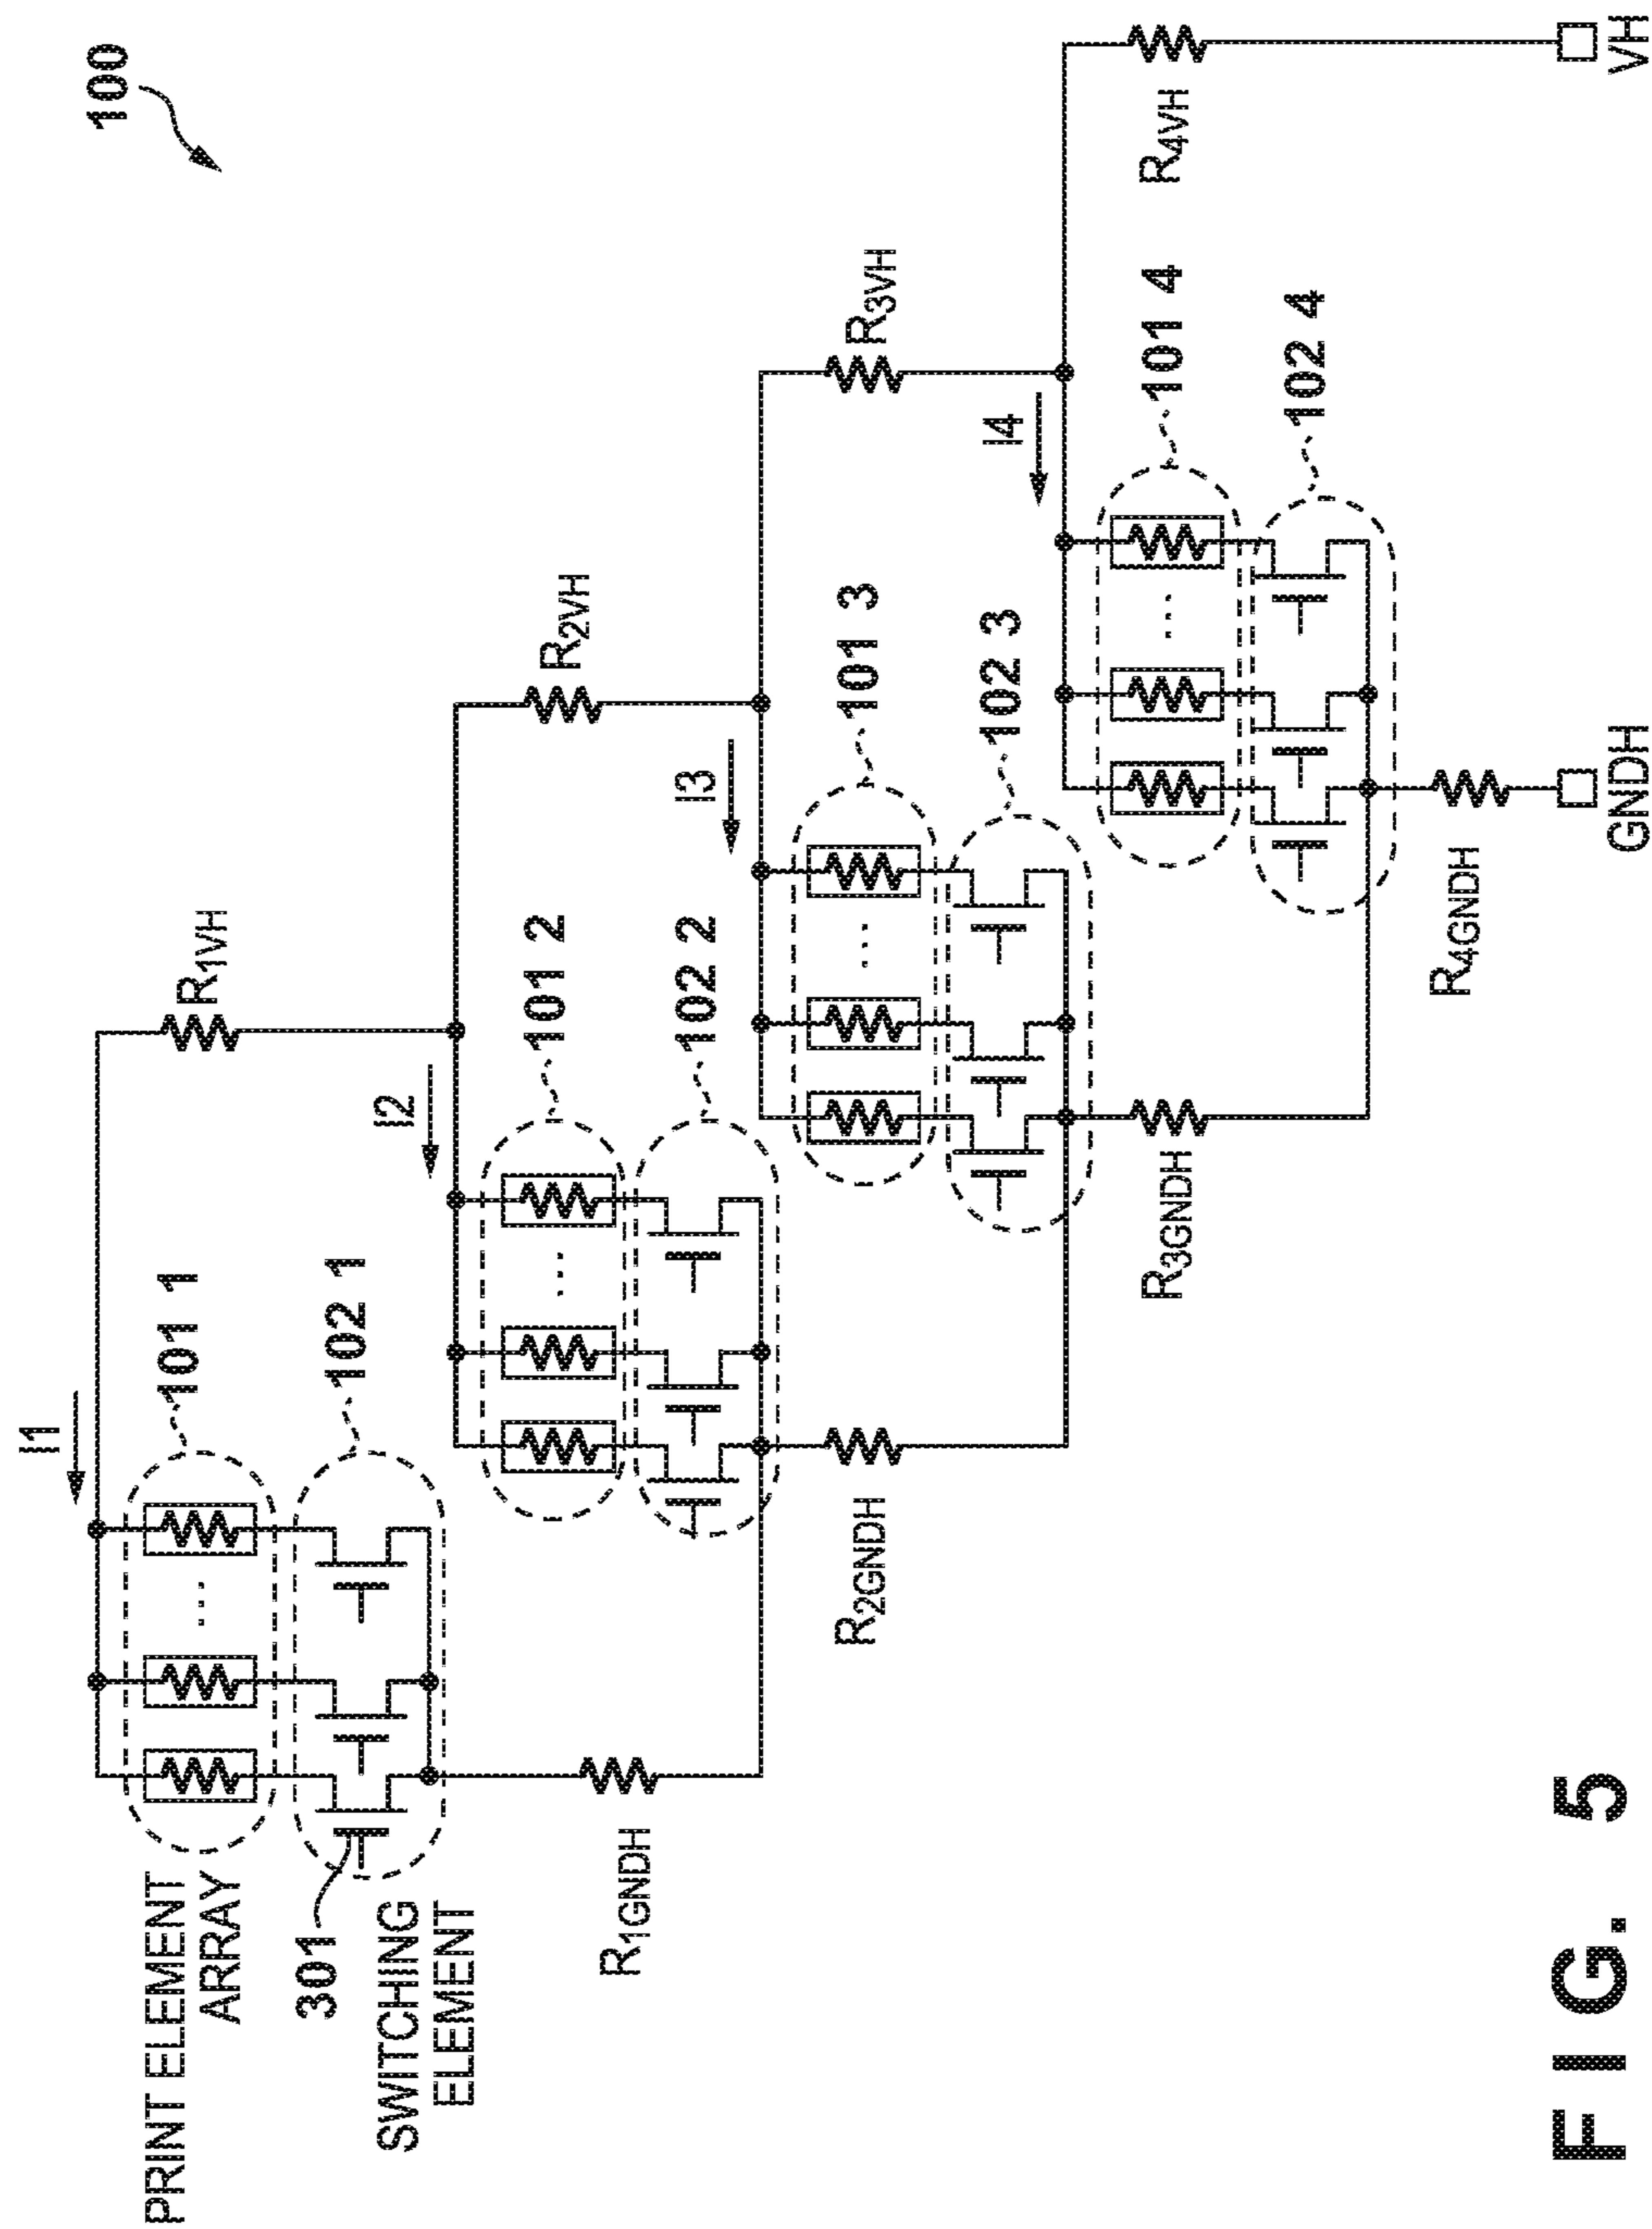 100
I1
PRINT ELEMENT
ARRAY
101 1
301
102 1
SWITCHING
ELEMENT
R1VH
R1GNDH
I2
101 2
102 2
R2VH
R2GNDH
I3
101 3
102 3
R3VH
R3GNDH
I4
101 4
102 4
R4VH
R4GNDH
GNDH
VH
FIG. 5